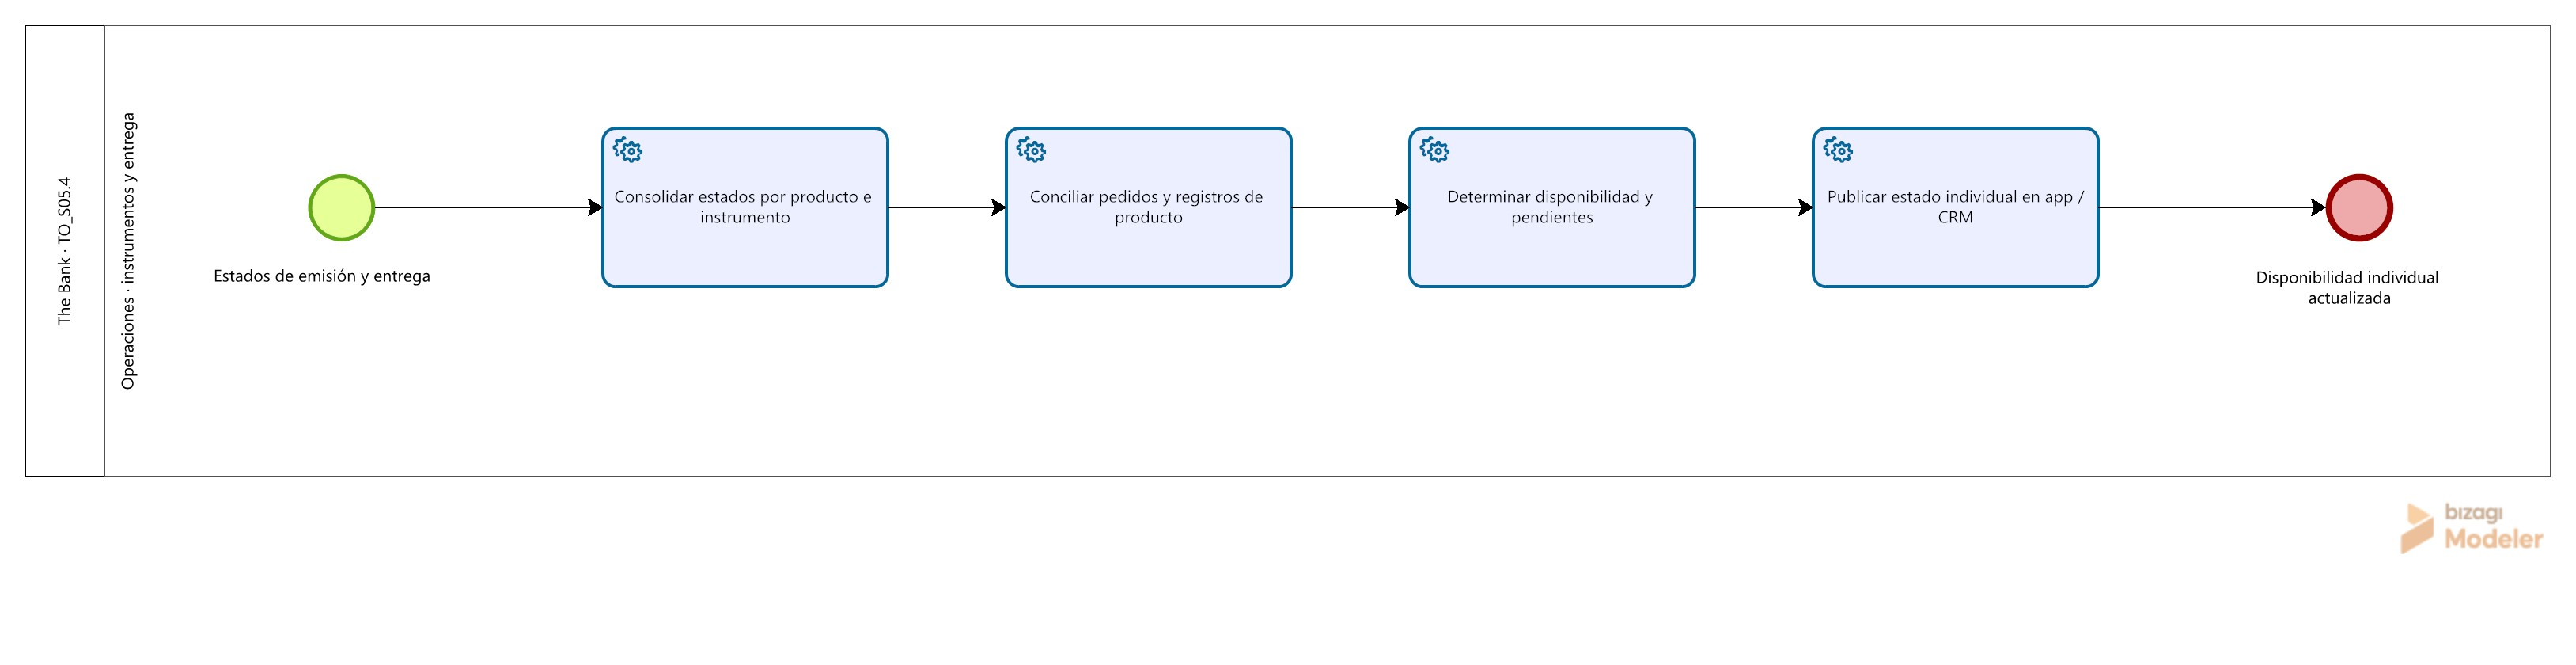 The Bank · TO_S05.4
Operaciones · instrumentos y entrega
Estados de emisión y entrega
Consolidar estados por producto e
instrumento
Conciliar pedidos y registros de
producto
Determinar disponibilidad y
pendientes
Publicar estado individual en app /
CRM
Disponibilidad individual
actualizada
bizagi
Modeler